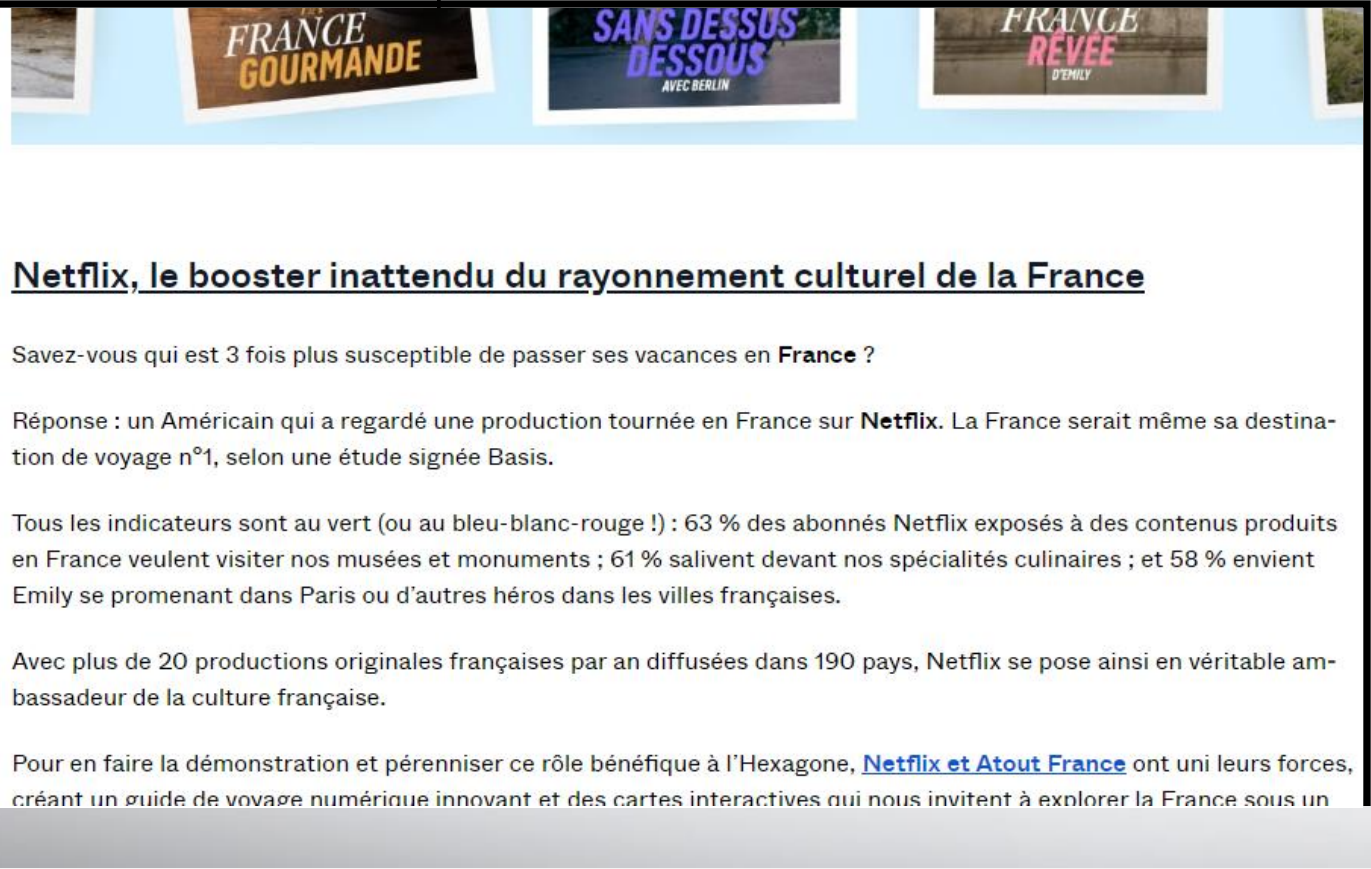 FRANCE
GOURMANDE
SANS DESSUS
DESSOUS
AVEC BERLIN
FRANCE
RÊVÉE
D'EMILY
Netflix, le booster inattendu du rayonnement culturel de la France
Savez-vous qui est 3 fois plus susceptible de passer ses vacances en France ?
Réponse : un Américain qui a regardé une production tournée en France sur Netflix. La France serait même sa destina-
tion de voyage n°1, selon une étude signée Basis.
Tous les indicateurs sont au vert (ou au bleu-blanc-rouge !) : 63 % des abonnés Netflix exposés à des contenus produits
en France veulent visiter nos musées et monuments ; 61 % salivent devant nos spécialités culinaires ; et 58 % envient
Emily se promenant dans Paris ou d’autres héros dans les villes françaises.
Avec plus de 20 productions originales françaises par an diffusées dans 190 pays, Netflix se pose ainsi en véritable am-
bassadeur de la culture française.
Pour en faire la démonstration et pérenniser ce rôle bénéfique à l’Hexagone, Netflix et Atout France ont uni leurs forces,
créant un guide de voyage numérique innovant et des cartes interactives qui nous invitent à explorer la France sous un